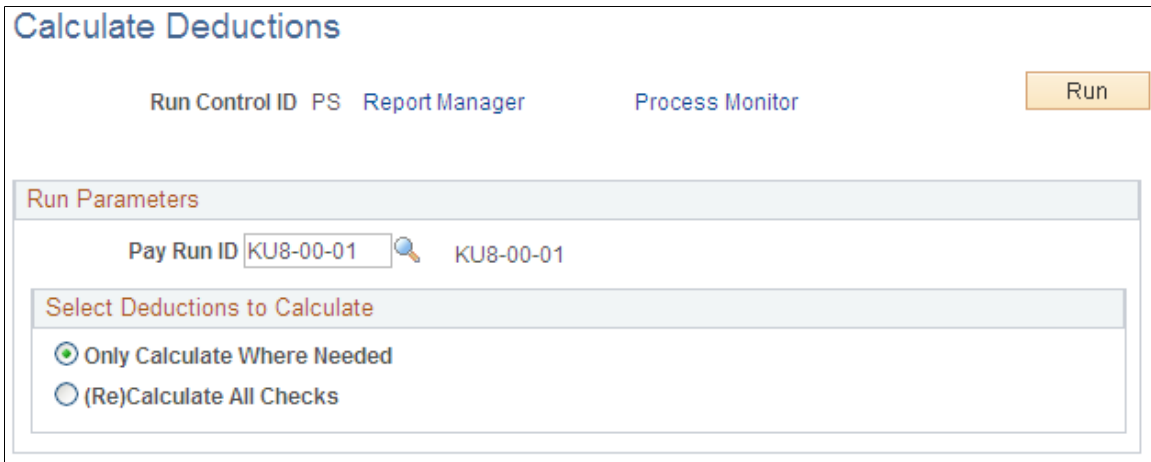 Calculate Deductions
Run Control ID PS Report Manager Process Monitor Run
Run Parameters
Pay Run ID KU8-00-01 KU8-00-01
Select Deductions to Calculate
Only Calculate Where Needed
(Re)Calculate All Checks